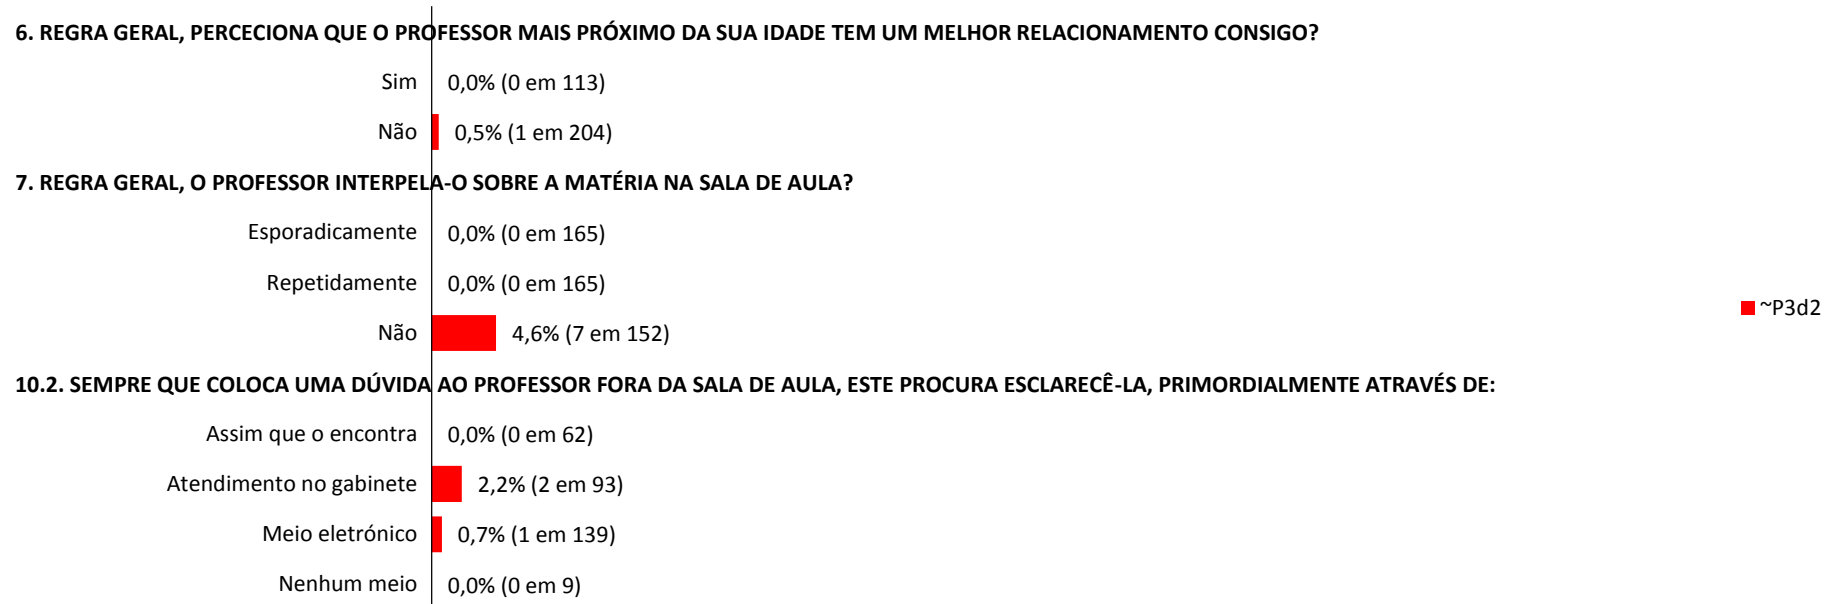 6. REGRA GERAL, PERCECIONA QUE O PROFESSOR MAIS PRÓXIMO DA SUA IDADE TEM UM MELHOR RELACIONAMENTO CONSIGO?
Sim 0,0% (0 em 113)
Não 0,5% (1 em 204)
7. REGRA GERAL, O PROFESSOR INTERPELA-O SOBRE A MATÉRIA NA SALA DE AULA?
Esporadicamente 0,0% (0 em 165)
Repetidamente 0,0% (0 em 165)
Não 4,6% (7 em 152)
10.2. SEMPRE QUE COLOCA UMA DÚVIDA AO PROFESSOR FORA DA SALA DE AULA, ESTE PROCURA ESCLARECÊ-LA, PRIMORDIALMENTE ATRAVÉS DE:
Assim que o encontra 0,0% (0 em 62)
Atendimento no gabinete 2,2% (2 em 93)
Meio eletrónico 0,7% (1 em 139)
Nenhum meio 0,0% (0 em 9)
~P3d2